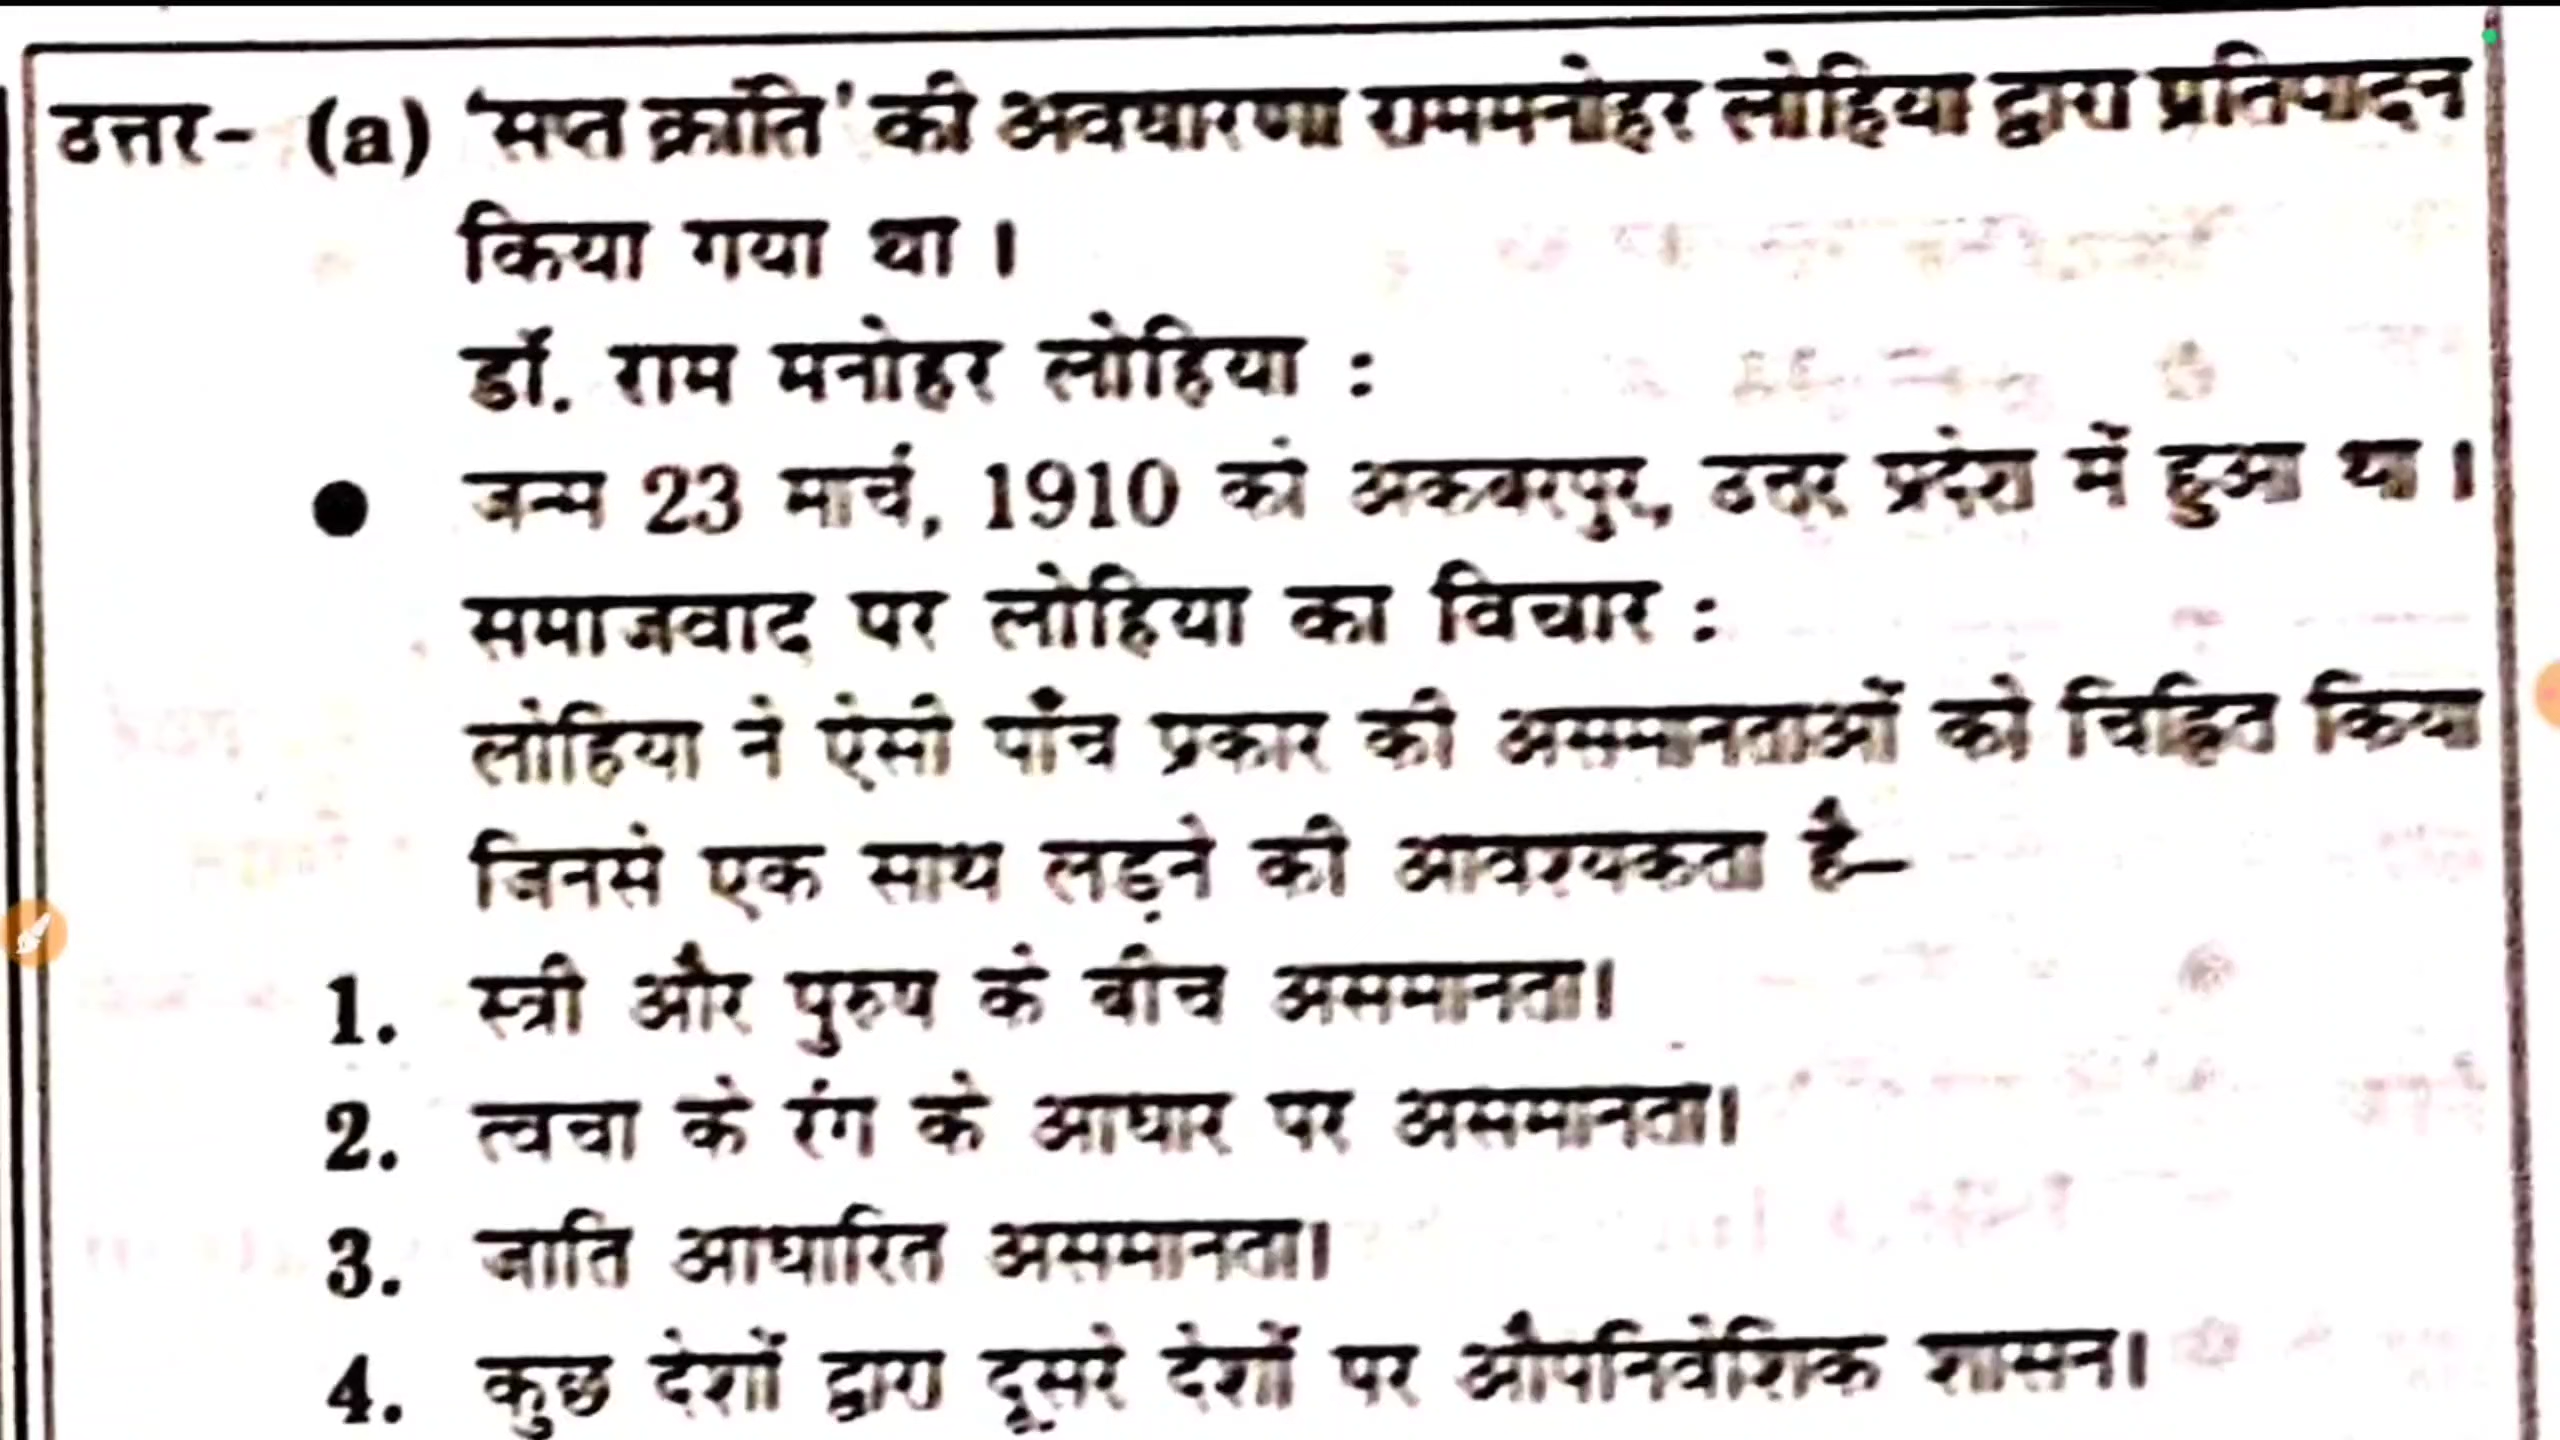 उत्तर- (a) 'सप्त क्रांति' की अवधारणा राममनोहर लोहिया द्वारा प्रतिपादन
किया गया था।
डॉ. राम मनोहर लोहिया :
● जन्म 23 मार्च, 1910 को अकबरपुर, उत्तर प्रदेश में हुआ था।
समाजवाद पर लोहिया का विचार :
लोहिया ने ऐसी पाँच प्रकार की असमानताओं को चिह्नित किया
जिनसे एक साथ लड़ने की आवश्यकता है–
1. स्त्री और पुरुष के बीच असमानता।
2. त्वचा के रंग के आधार पर असमानता।
3. जाति आधारित असमानता।
4. कुछ देशों द्वारा दूसरे देशों पर औपनिवेशिक शासन।